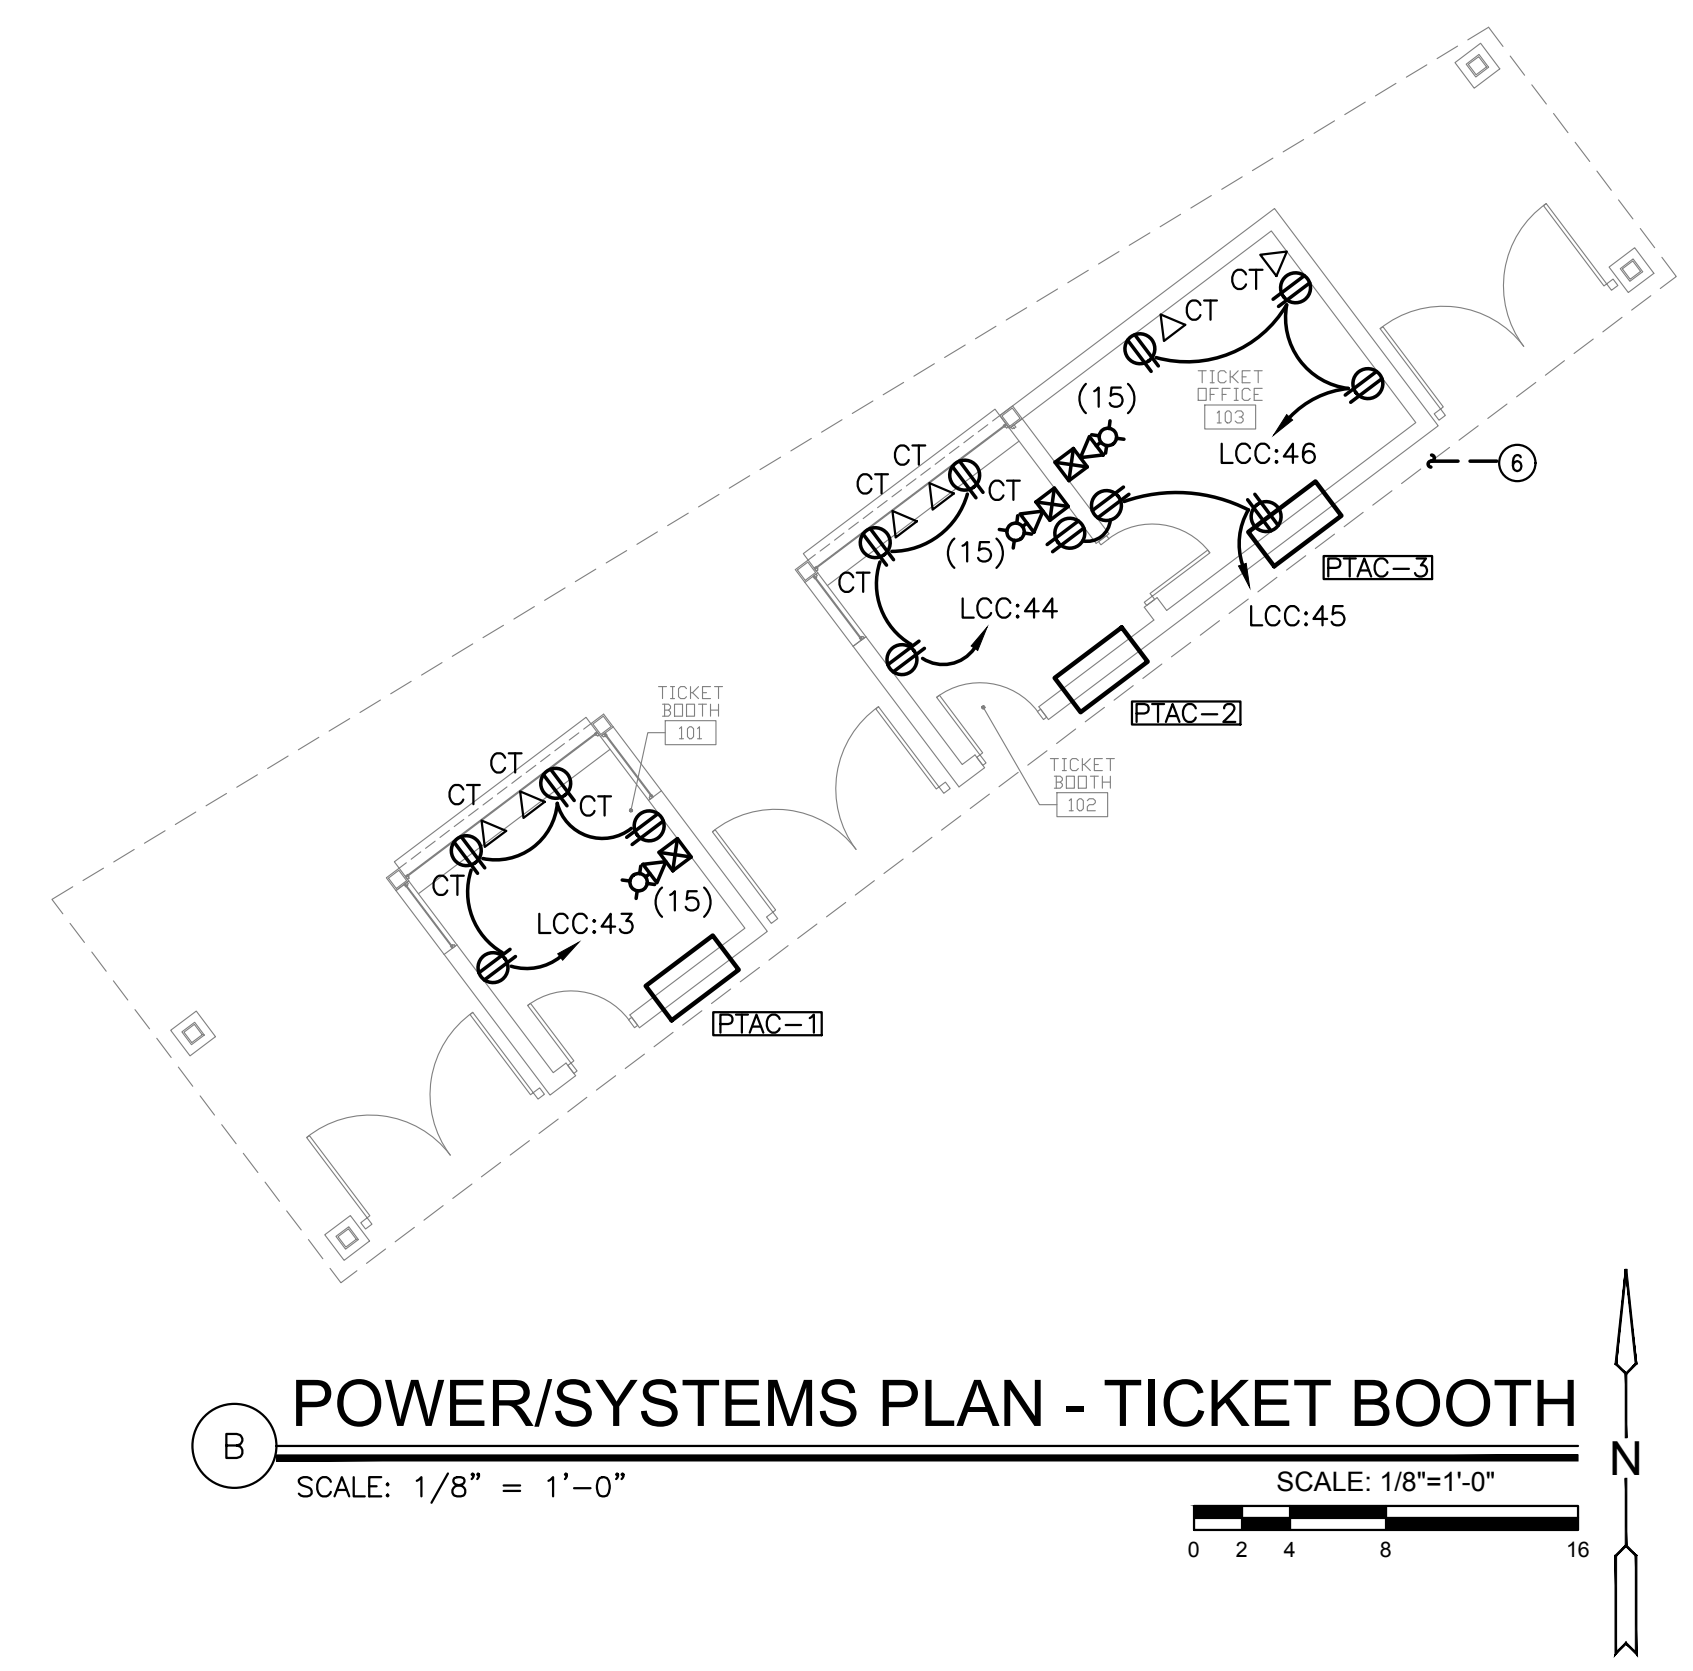 CT
CT
(15)
TICKET
OFFICE
103
LCC:46
6
CT
CT
CT
(15)
CT
PTAC-3
LCC:44
LCC:45
TICKET
BOOTH
101
PTAC-2
CT
TICKET
BOOTH
102
CT
CT
CT
(15)
LCC:43
PTAC-1
POWER/SYSTEMS PLAN - TICKET BOOTH
B
SCALE: 1/8" = 1'-0"
SCALE: 1/8"=1'-0"
0 2 4 8 16
N